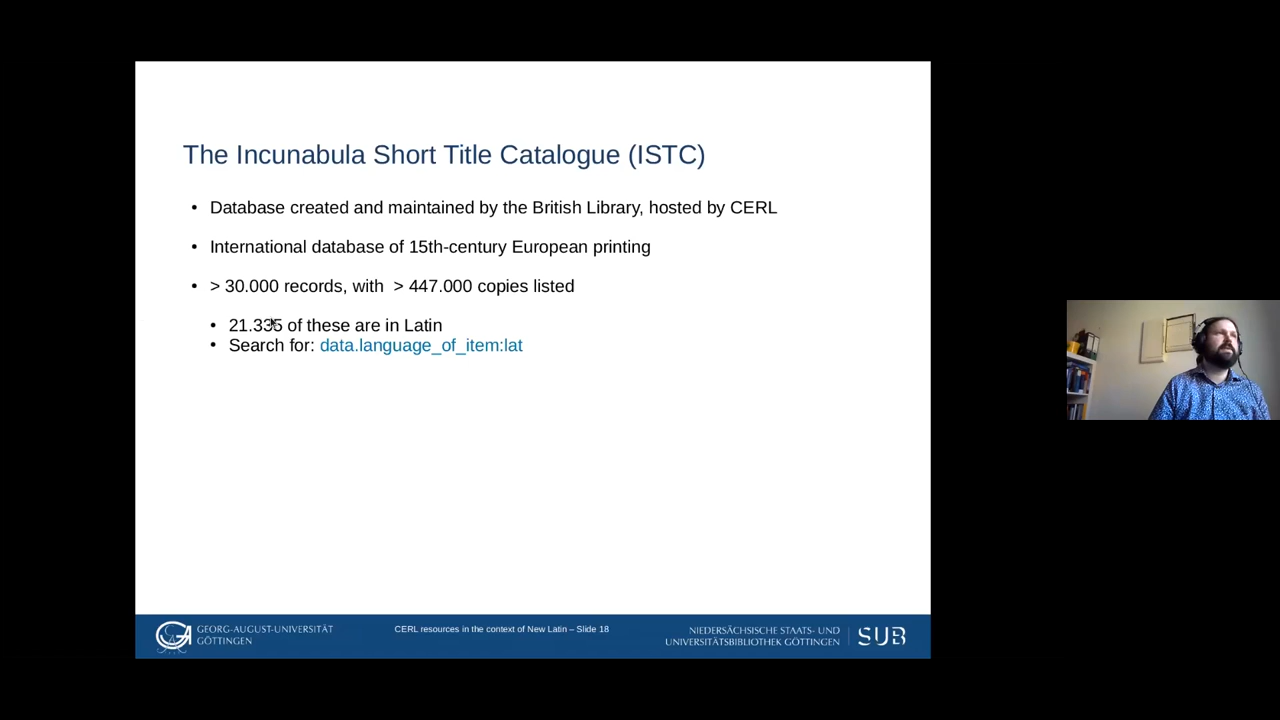 The Incunabula Short Title Catalogue (ISTC)
• Database created and maintained by the British Library, hosted by CERL
• International database of 15th-century European printing
• > 30.000 records, with > 447.000 copies listed
• 21.335 of these are in Latin
• Search for: data.language_of_item:lat
GEORG-AUGUST-UNIVERSITÄT
GÖTTINGEN
CERL resources in the context of New Latin – Slide 18
NIEDERSÄCHSISCHE STAATS- UND
UNIVERSITÄTSBIBLIOTHEK GÖTTINGEN
SUB